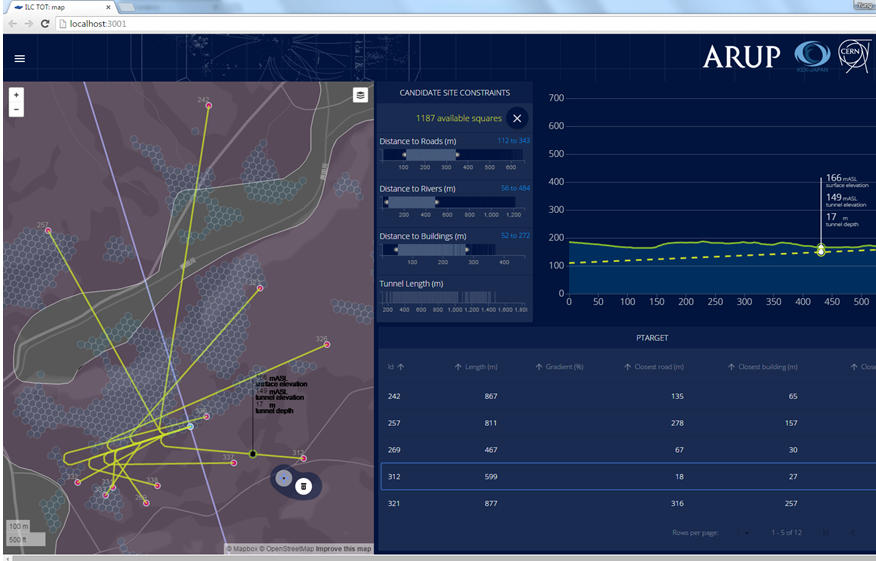 ILC TOT: map
localhost:3001
ARUP
CERN
CANDIDATE SITE CONSTRAINTS
1187 available squares
Distance to Roads (m) 112 to 343
100 200 300 400 500 600
Distance to Rivers (m) 56 to 484
200 400 600 800 1,000 1,200
Distance to Buildings (m) 52 to 272
100 200 300 400
Tunnel Length (m)
200 400 600 800 1,000 1,200 1,400 1,600 1,80
700
600
500
400
300
200
100
0
0 50 100 150 200 250 300 350 400 450 500
166 mASL
surface elevation
149 mASL
tunnel elevation
17 m
tunnel depth
242
257
326
312
mASL
surface elevation
149 mASL
tunnel elevation
17 m
tunnel depth
338
269
100 m
500 ft
© Mapbox © OpenStreetMap Improve this map
PTARGET
Id Length (m) Gradient (%) Closest road (m) Closest building (m) Close
242 867 135 65
257 811 278 157
269 467 67 30
312 599 18 27
321 877 316 257
Rows per page: 1 - 5 of 12